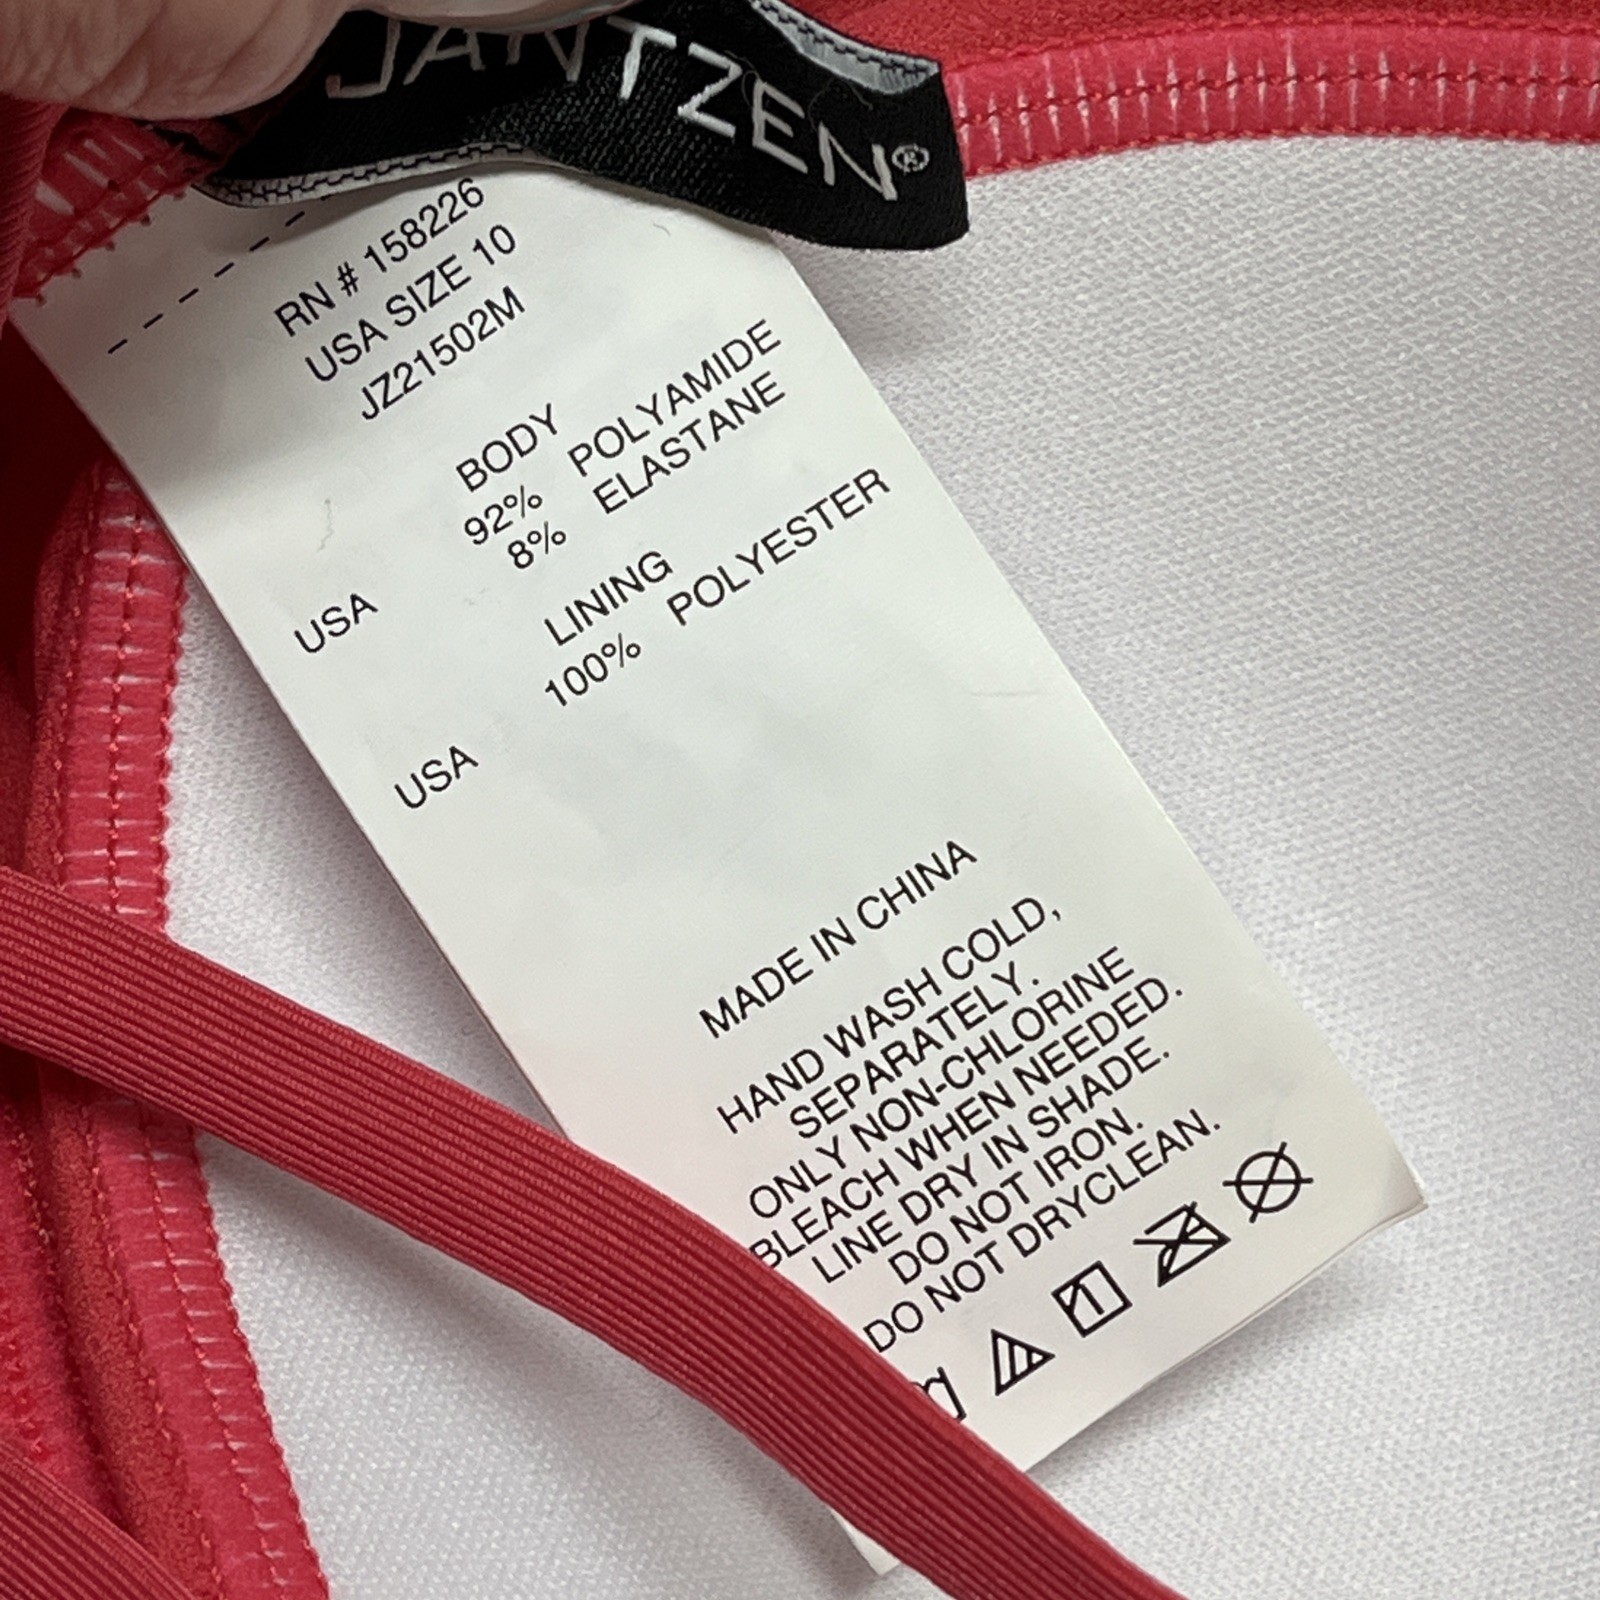 JANTZEN®
RN # 158226
USA SIZE 10
JZ21502M
BODY
92% POLYAMIDE
8% ELASTANE
USA
LINING
100% POLYESTER
USA
MADE IN CHINA
HAND WASH COLD,
SEPARATELY.
ONLY NON-CHLORINE
BLEACH WHEN NEEDED.
LINE DRY IN SHADE.
DO NOT IRON.
DO NOT DRYCLEAN.